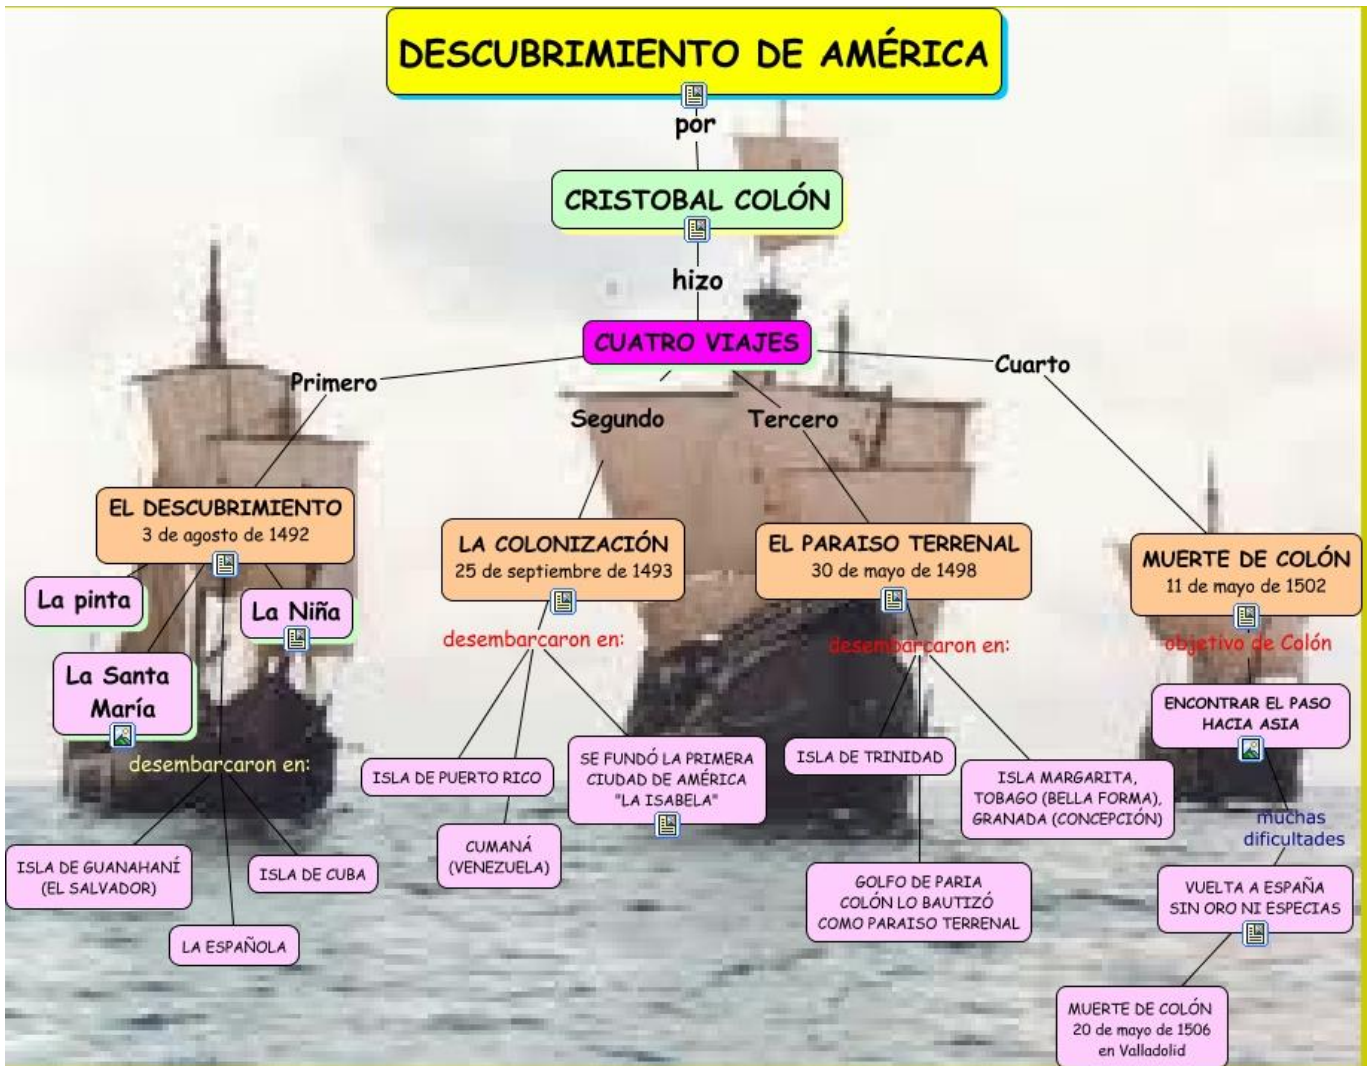 DESCUBRIMIENTO DE AMÉRICA
por
CRISTOBAL COLÓN
hizo
CUATRO VIAJES
Primero
Segundo
Tercero
Cuarto
EL DESCUBRIMIENTO
3 de agosto de 1492
La pinta
La Niña
La Santa
María
desembarcaron en:
ISLA DE GUANAHANÍ
(EL SALVADOR)
LA ESPAÑOLA
ISLA DE CUBA
LA COLONIZACIÓN
25 de septiembre de 1493
desembarcaron en:
ISLA DE PUERTO RICO
CUMANÁ
(VENEZUELA)
SE FUNDÓ LA PRIMERA
CIUDAD DE AMÉRICA
"LA ISABELA"
EL PARAISO TERRENAL
30 de mayo de 1498
desembarcaron en:
ISLA DE TRINIDAD
GOLFO DE PARIA
COLÓN LO BAUTIZÓ
COMO PARAISO TERRENAL
ISLA MARGARITA,
TOBAGO (BELLA FORMA),
GRANADA (CONCEPCIÓN)
MUERTE DE COLÓN
11 de mayo de 1502
objetivo de Colón
ENCONTRAR EL PASO
HACIA ASIA
muchas
dificultades
VUELTA A ESPAÑA
SIN ORO NI ESPECIAS
MUERTE DE COLÓN
20 de mayo de 1506
en Valladolid